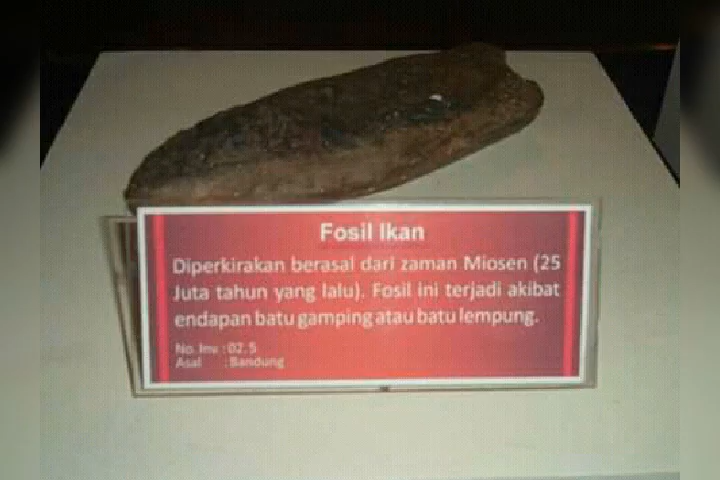 Fosil Ikan
Diperkirakan berasal dari zaman Miosen (25
Juta tahun yang lalu). Fosil ini terjadi akibat
endapan batu gamping atau batu lempung.
No. Inv : 02.5
Asal : Bandung